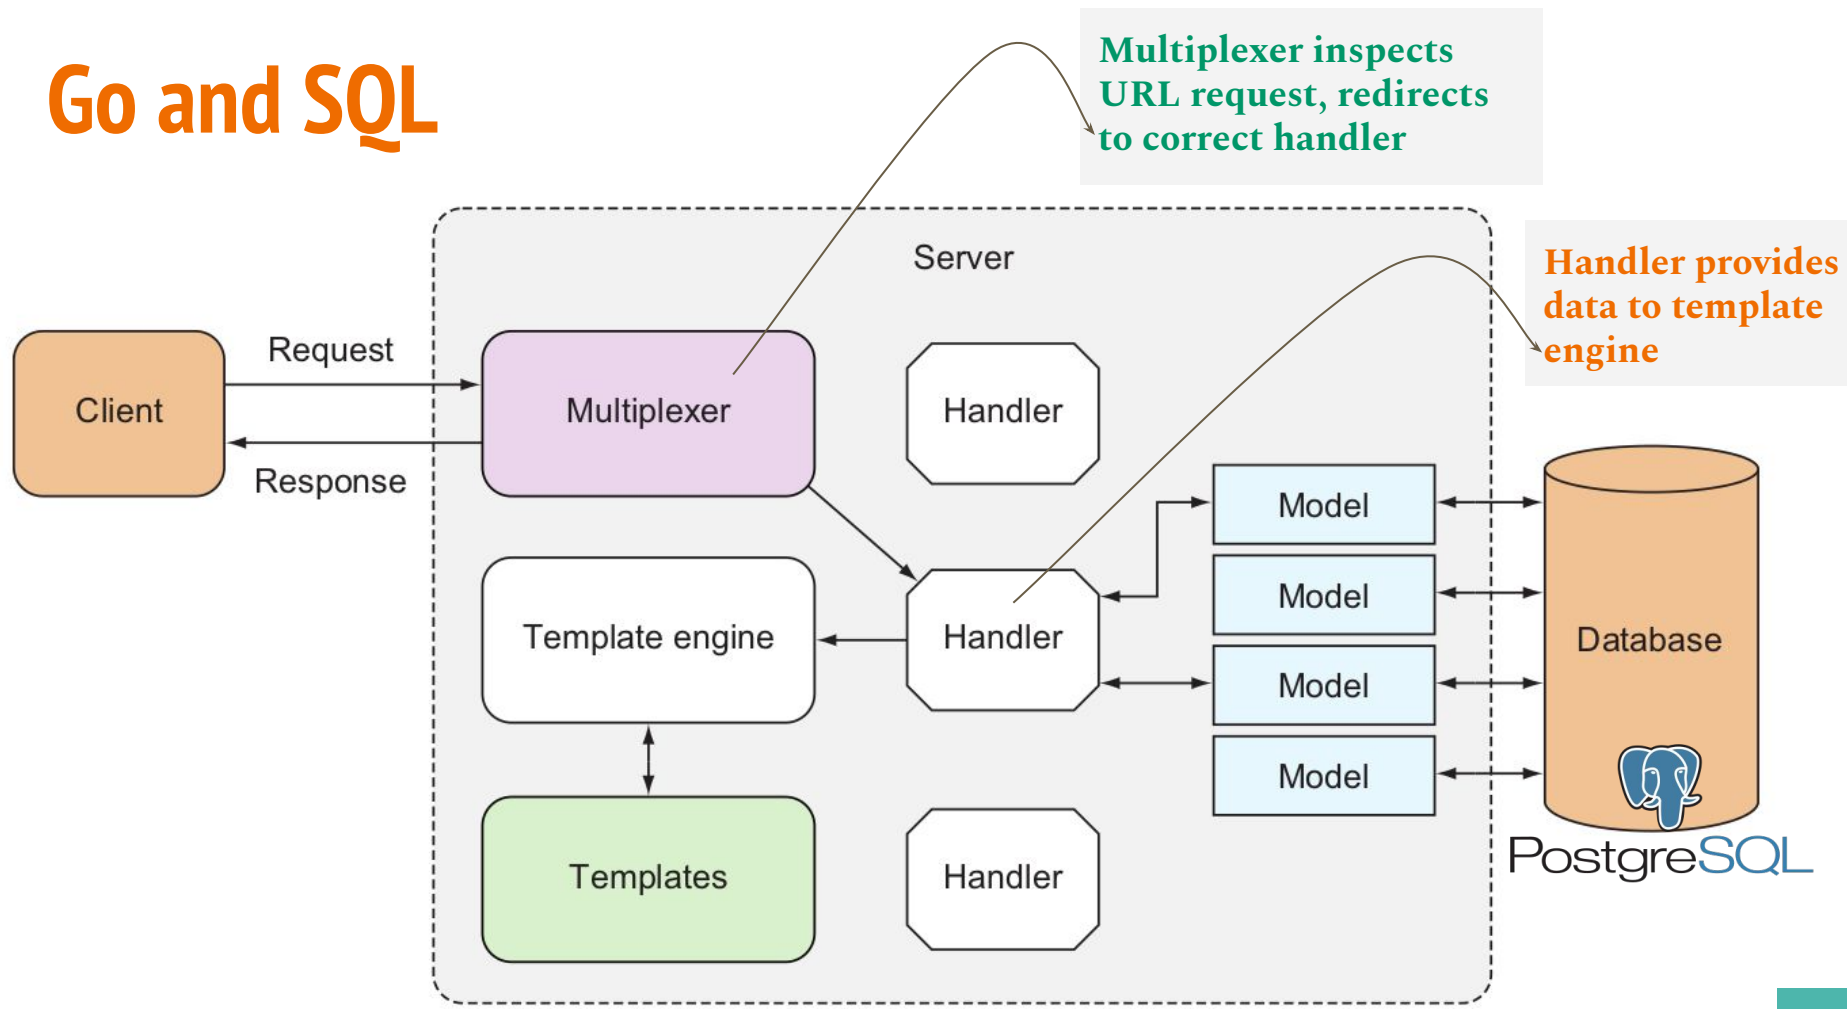 Go and SQL
Multiplexer inspects
URL request, redirects
to correct handler
Server
Handler provides
data to template
engine
Request
Client
Multiplexer
Handler
Response
Model
Model
Template engine
Handler
Database
Model
Model
PostgreSQL
Templates
Handler